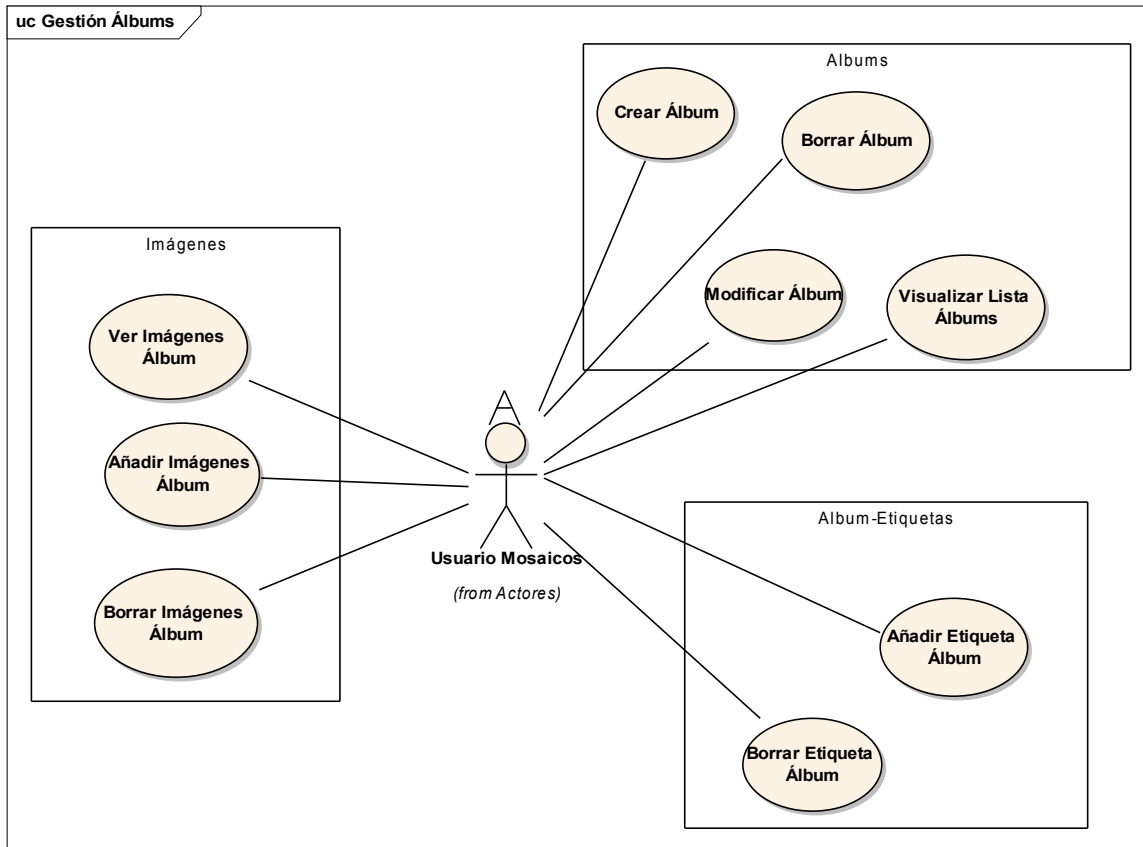 uc Gestión Álbums
Albums
Crear Álbum
Borrar Álbum
Modificar Álbum
Visualizar Lista
Álbums
Imágenes
Ver Imágenes
Álbum
Añadir Imágenes
Álbum
Borrar Imágenes
Álbum
Usuario Mosaicos
(from Actores)
Album-Etiquetas
Añadir Etiqueta
Álbum
Borrar Etiqueta
Álbum